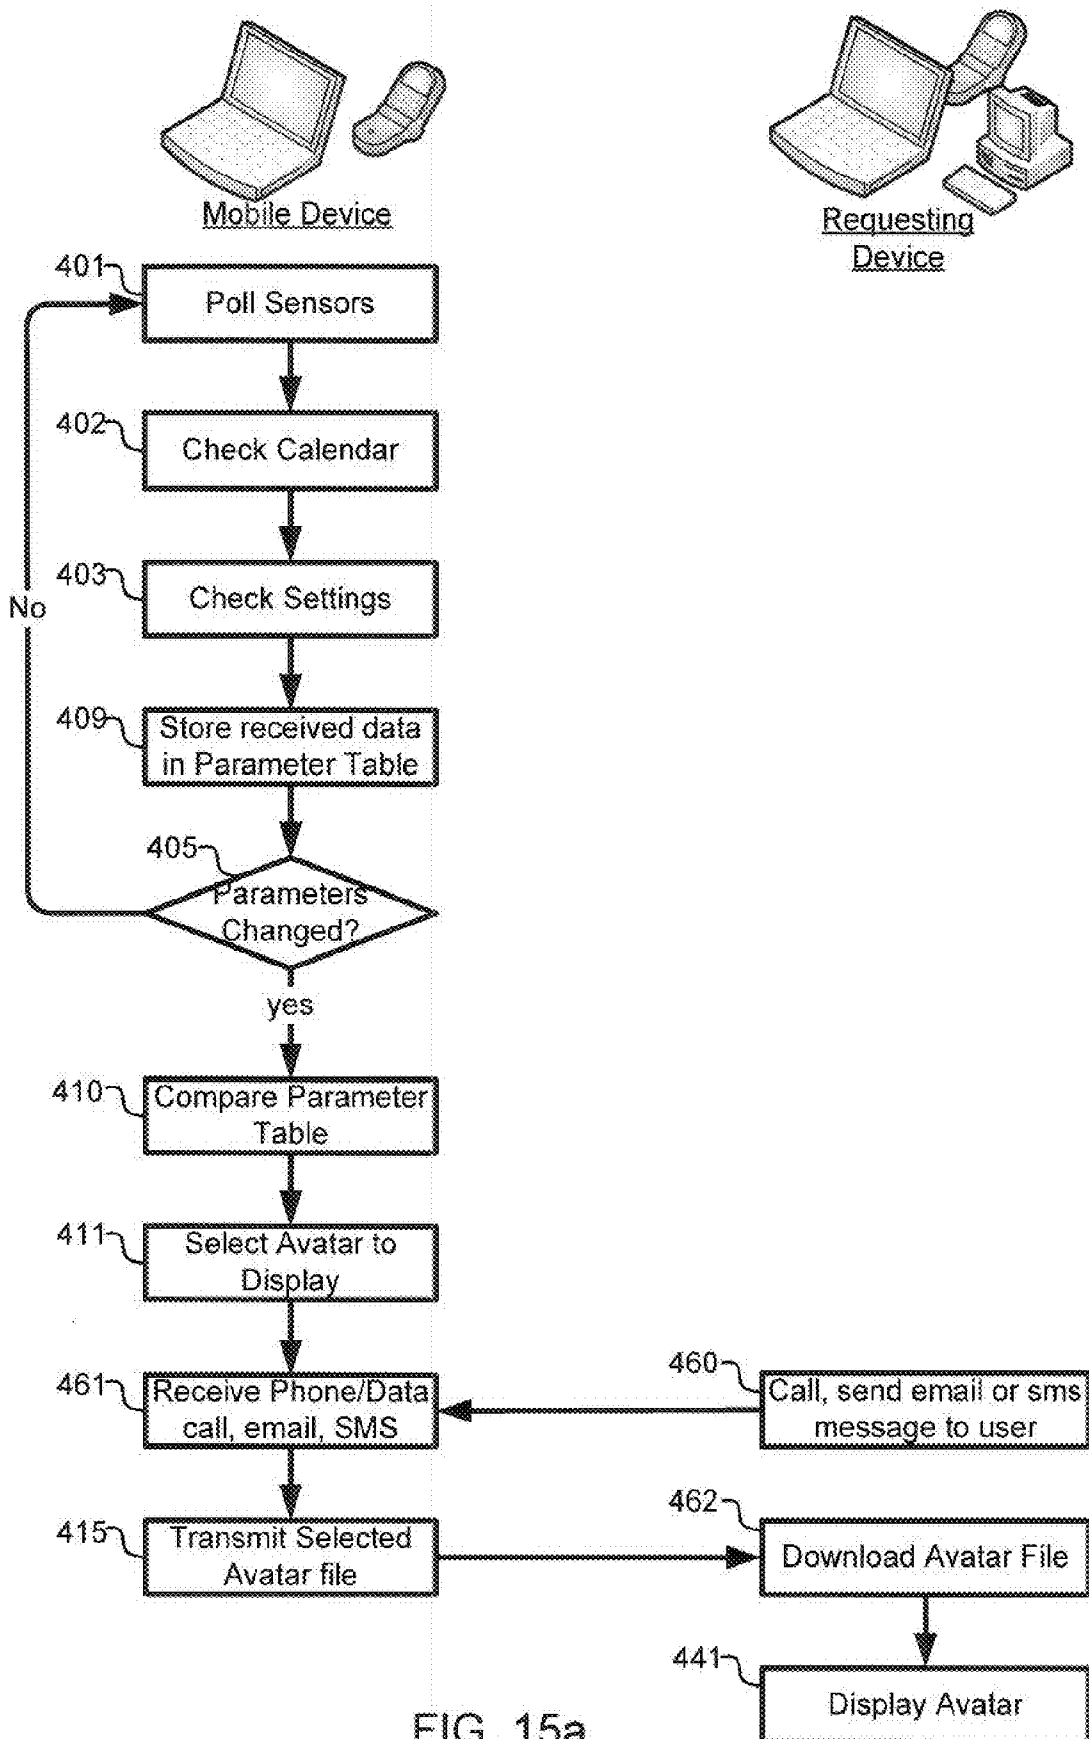 Mobile Device
Requesting
Device
401
Poll Sensors
402
Check Calendar
403
Check Settings
No
409
Store received data
in Parameter Table
405
Parameters
Changed?
yes
410
Compare Parameter
Table
411
Select Avatar to
Display
461
Receive Phone/Data
call, email, SMS
460
Call, send email or sms
message to user
415
Transmit Selected
Avatar file
462
Download Avatar File
441
Display Avatar
FIG. 15a